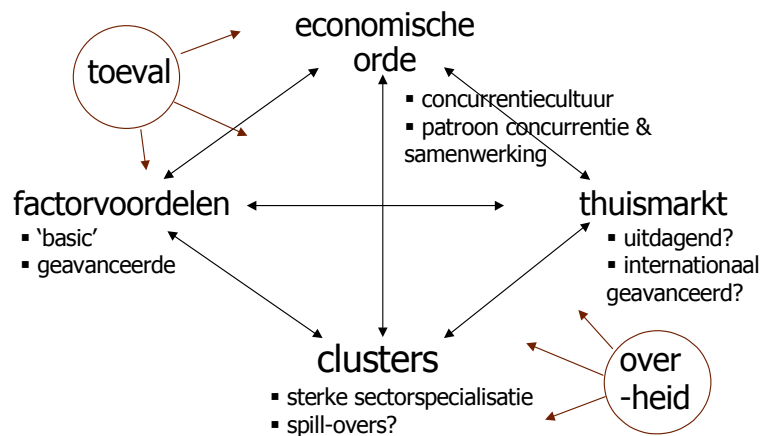 economische
orde
toeval
▪ concurrentiecultuur
▪ patroon concurrentie &
samenwerking
factorvoordelen
▪ ‘basic’
▪ geavanceerde
thuismarkt
▪ uitdagend?
▪ internationaal
geavanceerd?
clusters
▪ sterke sectorspecialisatie
▪ spill-overs?
over
-heid